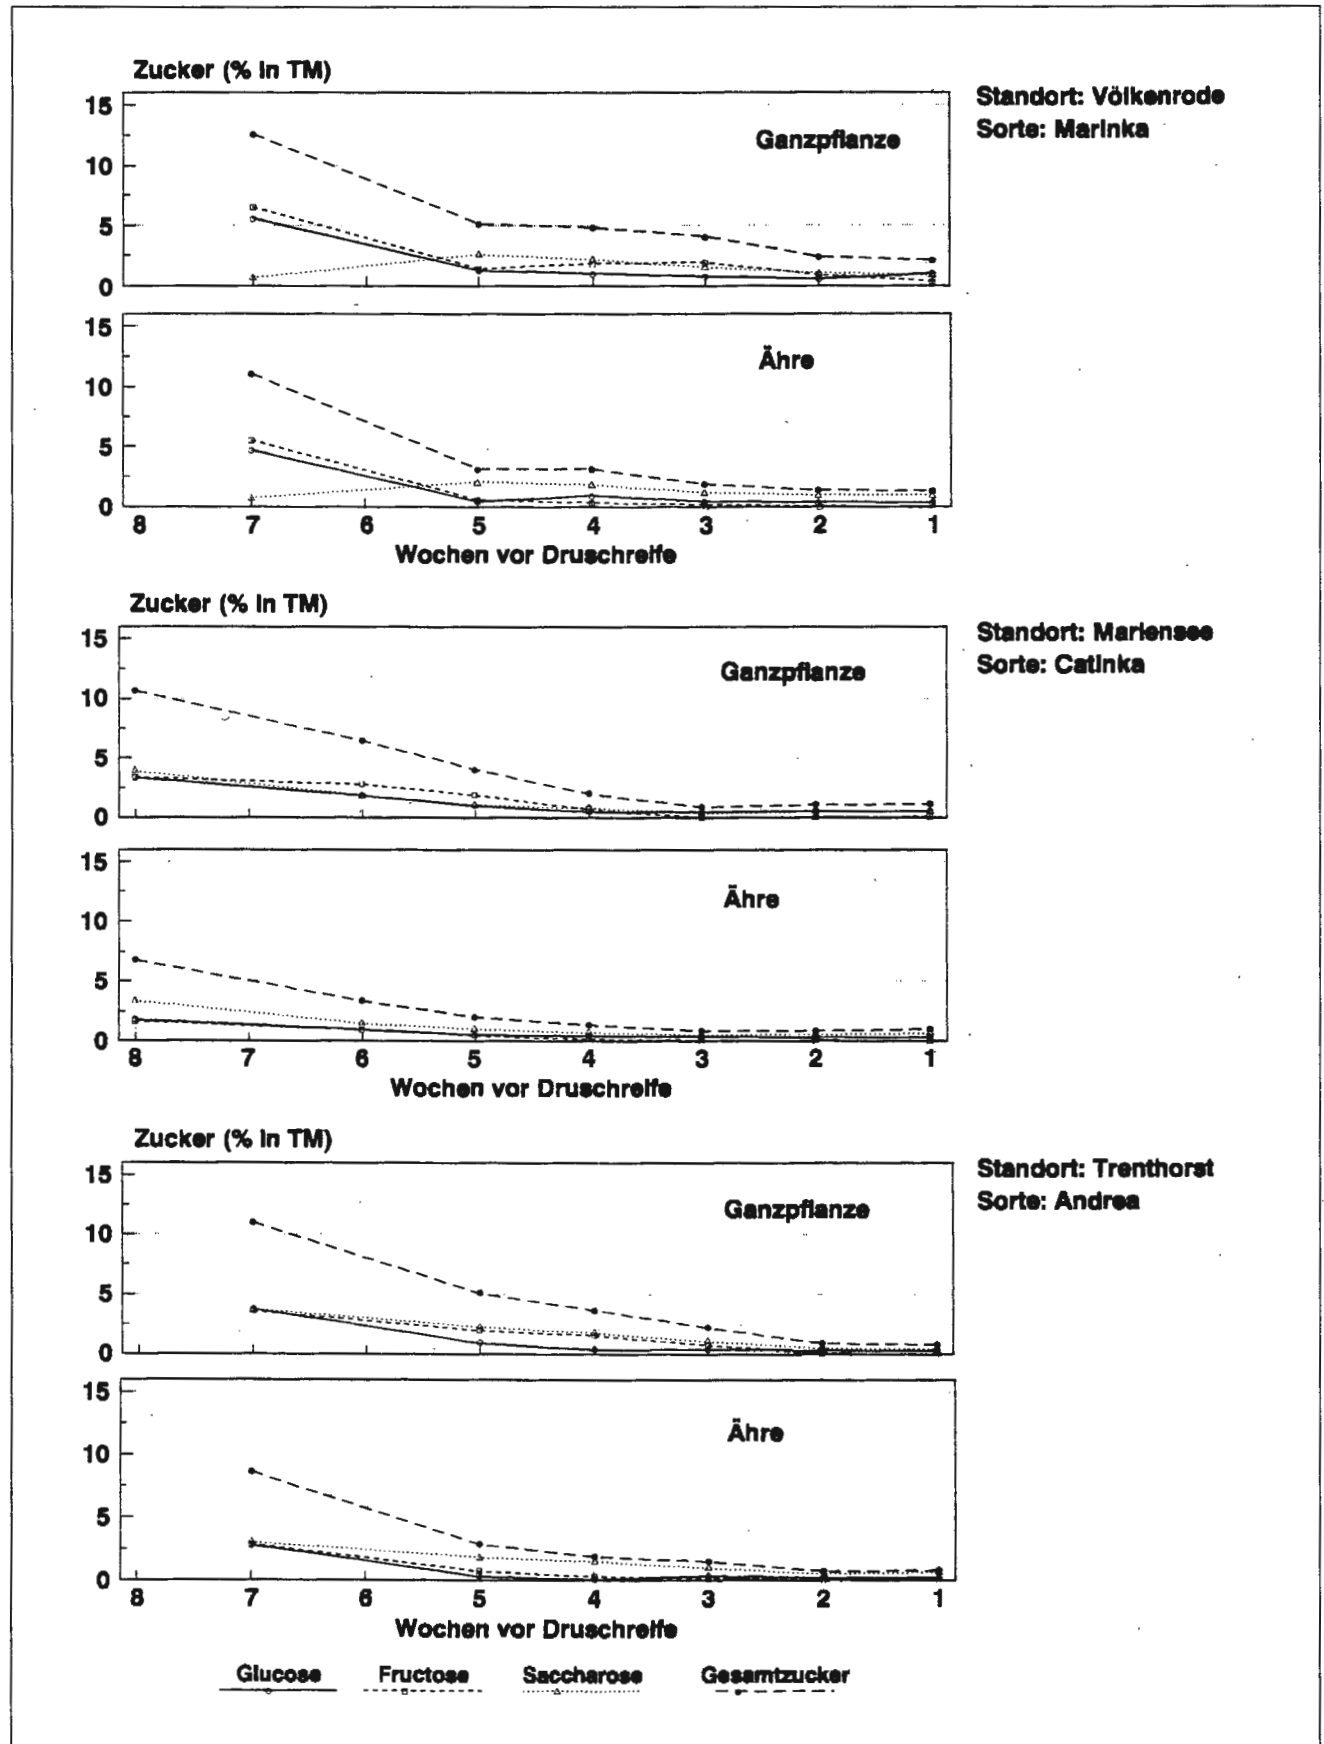 Zucker (% in TM)
Standort: Völkenrode
Sorte: Marinka
Ganzpflanze
15
10
5
0
Ähre
15
10
5
0
8 7 6 5 4 3 2 1
Wochen vor Druschreife
Zucker (% in TM)
Standort: Mariensee
Sorte: Catinka
Ganzpflanze
15
10
5
0
Ähre
15
10
5
0
8 7 6 5 4 3 2 1
Wochen vor Druschreife
Zucker (% in TM)
Standort: Trenthorst
Sorte: Andrea
Ganzpflanze
15
10
5
0
Ähre
15
10
5
0
8 7 6 5 4 3 2 1
Wochen vor Druschreife
Glucose Fructose Saccharose Gesamtzucker